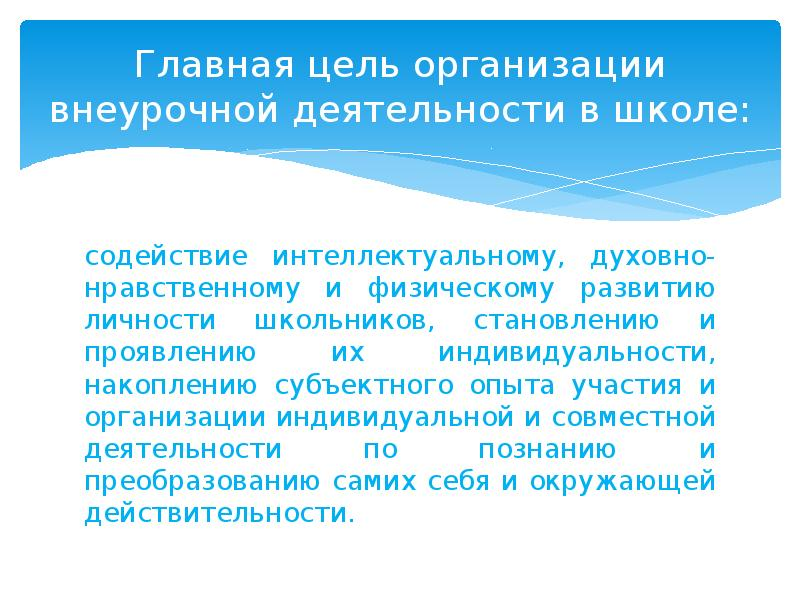 Главная цель организации
внеурочной деятельности в школе:
содействие интеллектуальному, духовно-
нравственному и физическому развитию
личности школьников, становлению и
проявлению их индивидуальности,
накоплению субъектного опыта участия и
организации индивидуальной и совместной
деятельности по познанию и
преобразованию самих себя и окружающей
действительности.